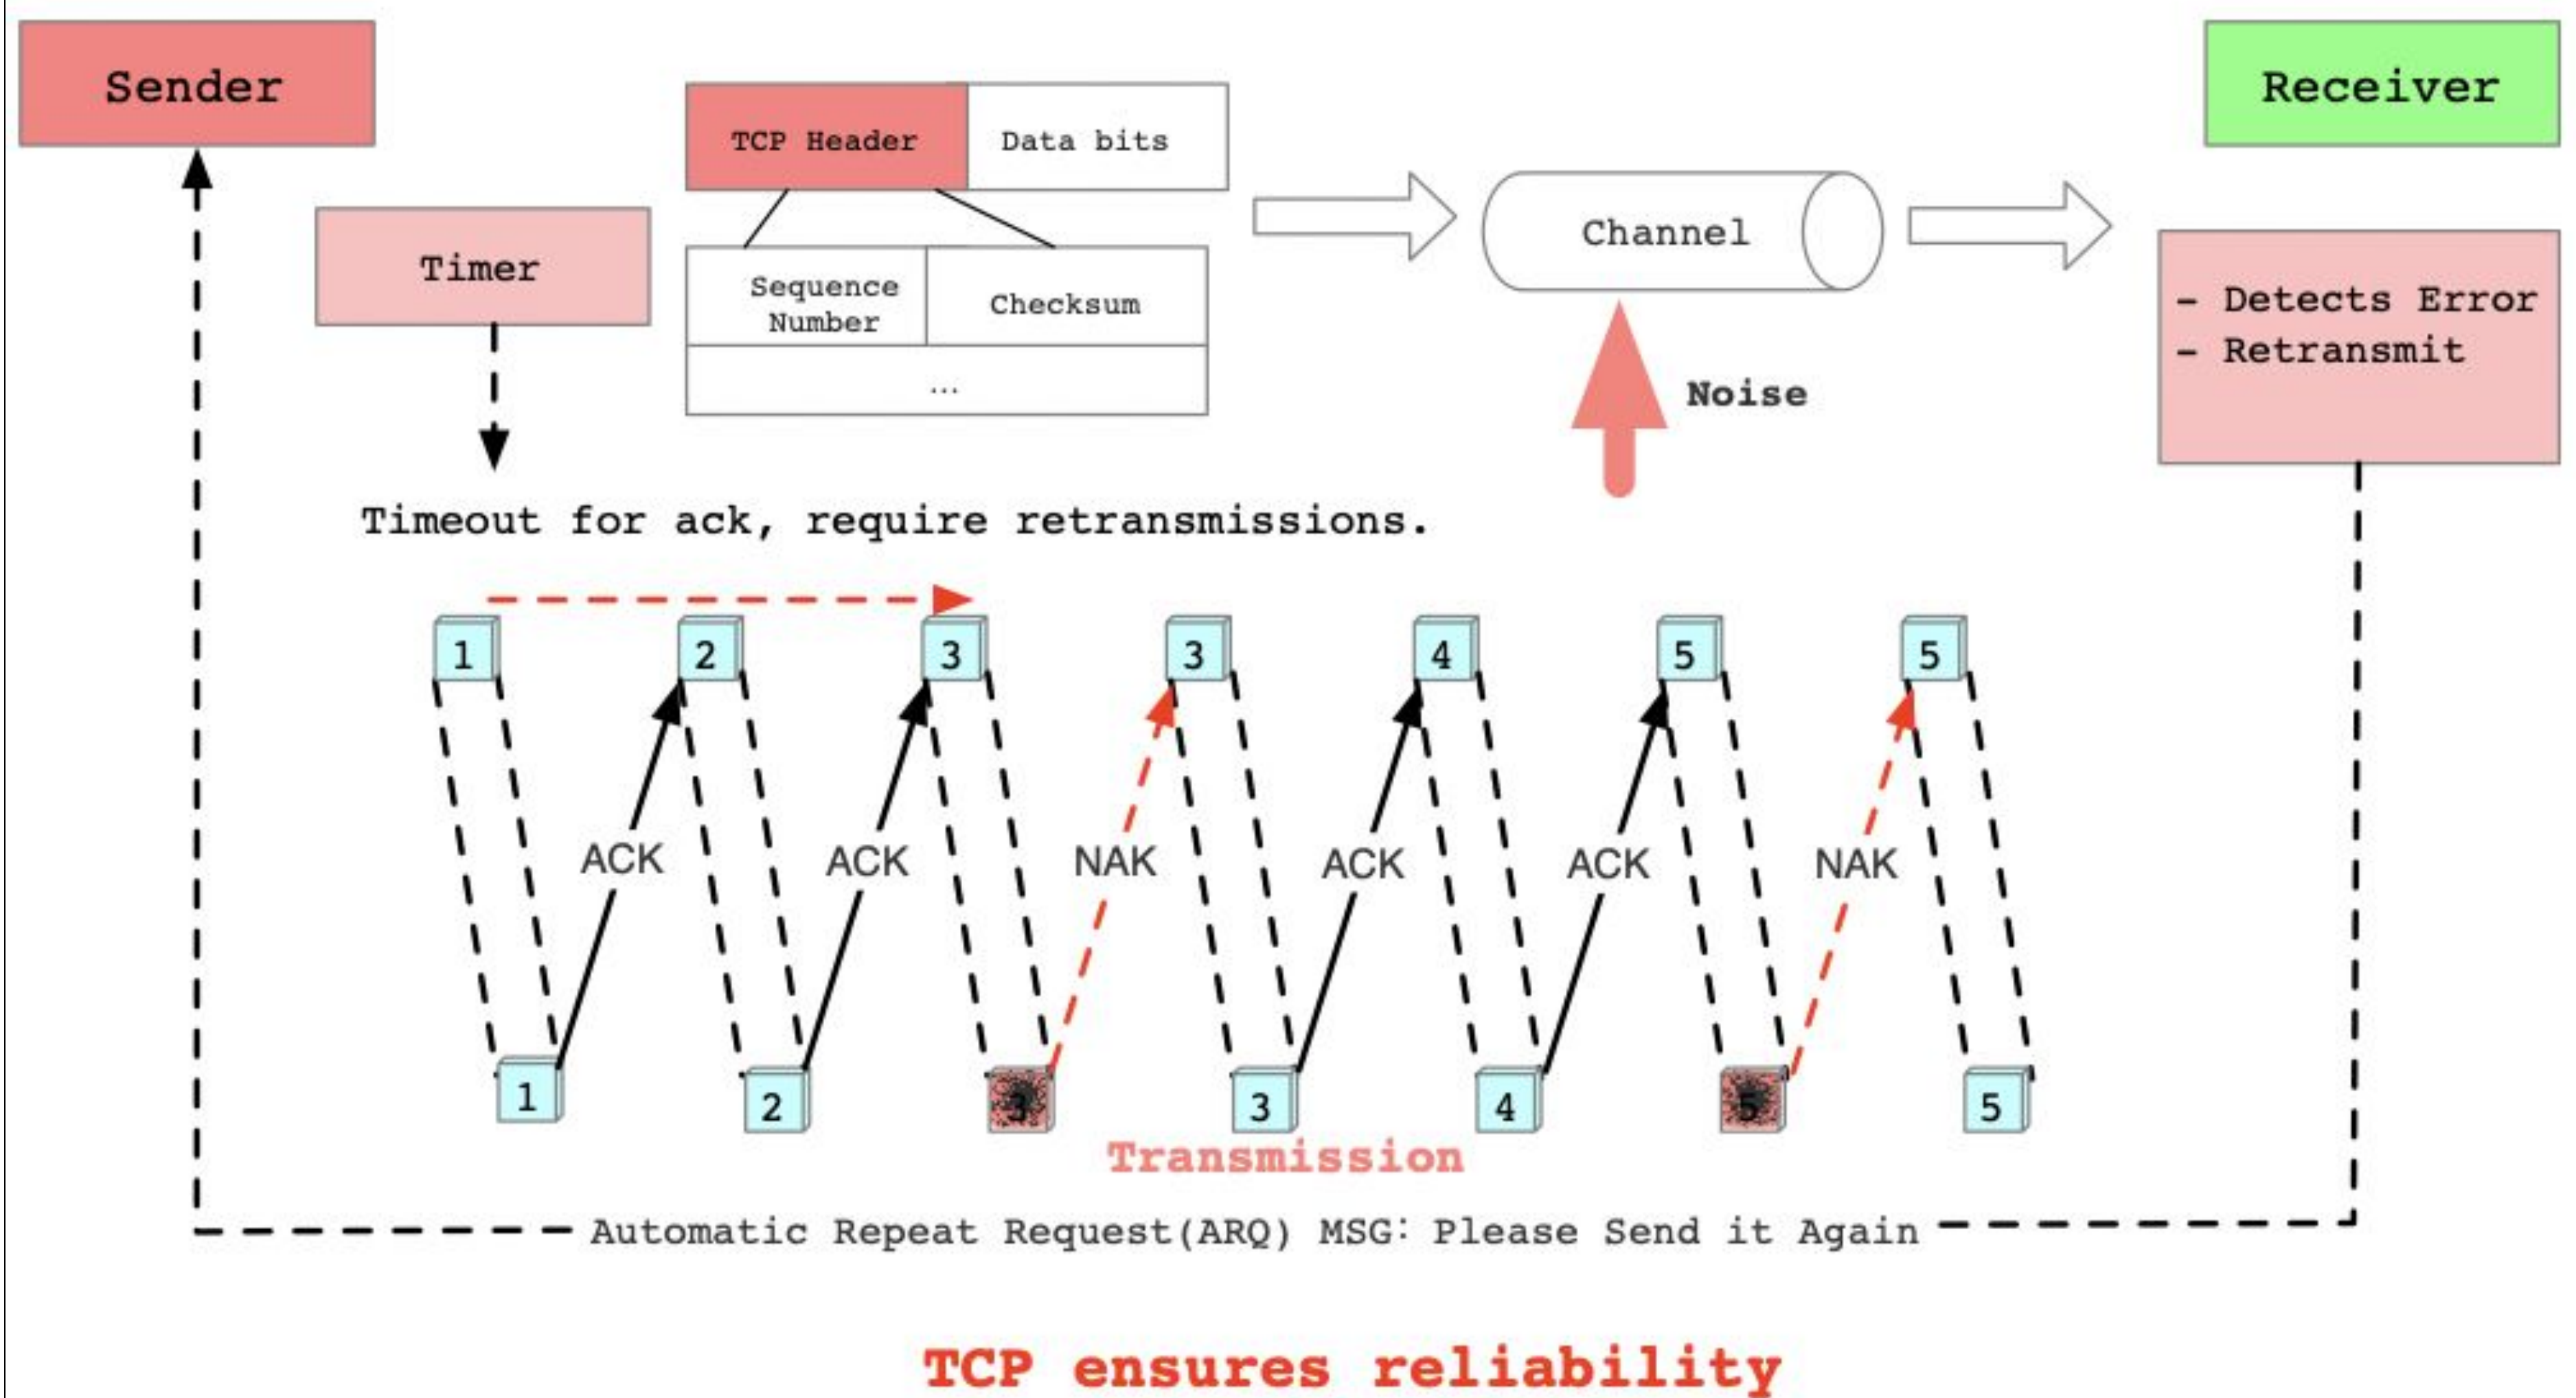 Sender
Receiver
TCP Header
Data bits
Timer
Sequence
Number
Checksum
...
Channel
Noise
- Detects Error
- Retransmit
Timeout for ack, require retransmissions.
1
2
3
3
4
5
5
ACK
ACK
NAK
ACK
ACK
NAK
1
2
3
3
4
5
5
Transmission
Automatic Repeat Request(ARQ) MSG: Please Send it Again
TCP ensures reliability